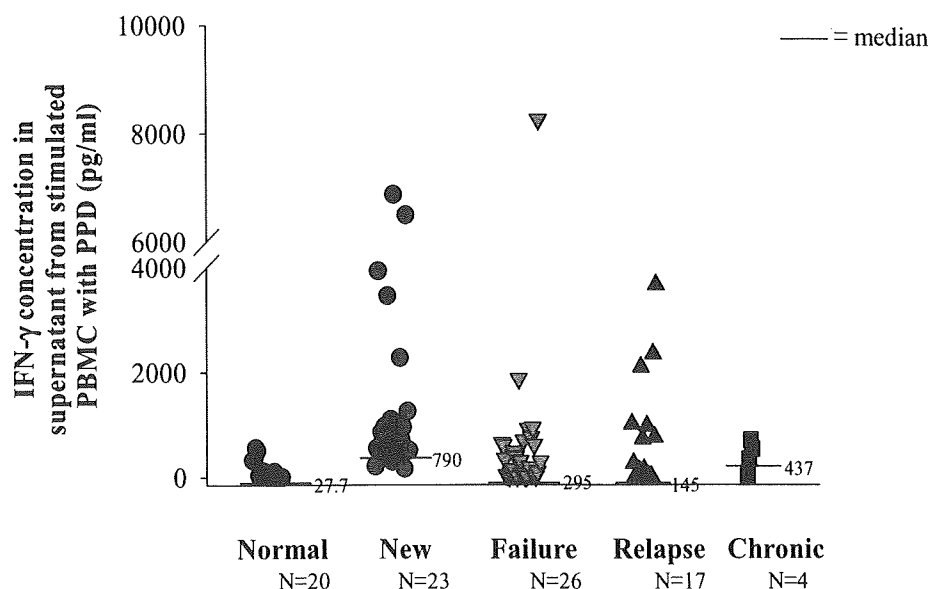 10000
= median
8000
6000
4000
2000
0
IFN-γ concentration in
supernatant from stimulated
PBMC with PPD (pg/ml)
27.7
790
295
145
437
Normal New Failure Relapse Chronic
N=20 N=23 N=26 N=17 N=4